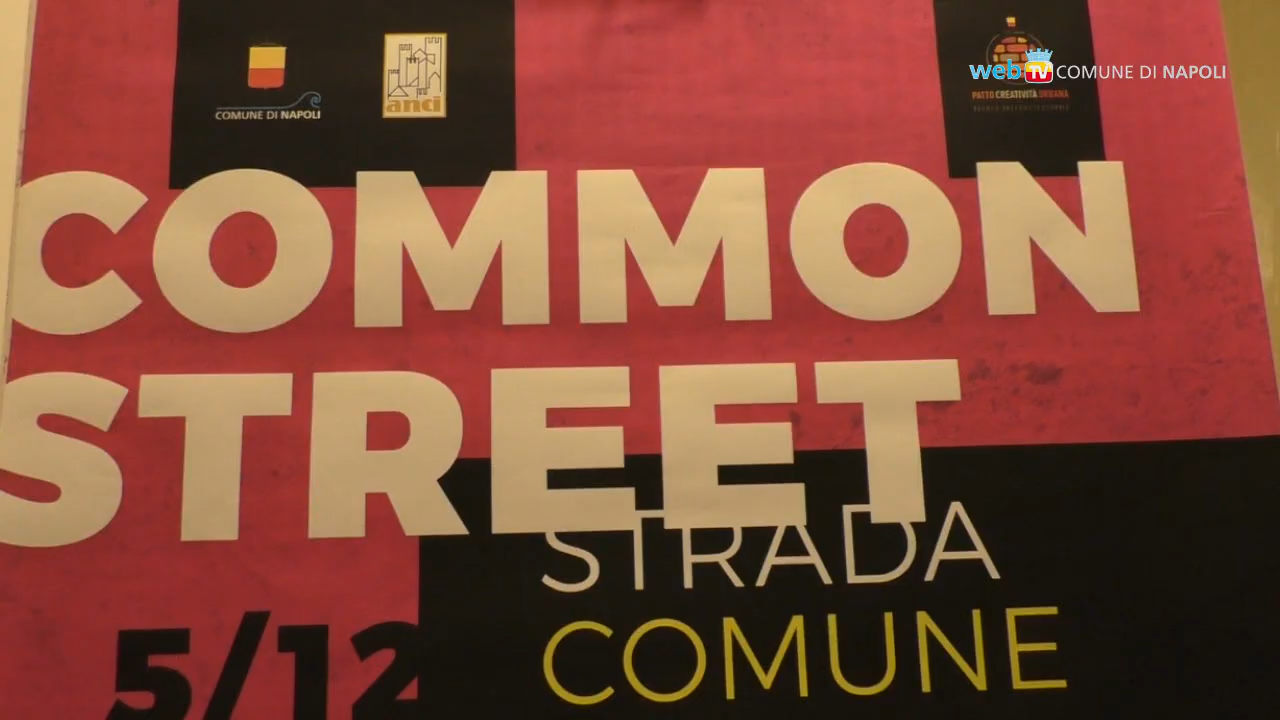 web TV COMUNE DI NAPOLI
COMUNE DI NAPOLI
anci
PATTO CREATIVITÀ URBANA
COMMON
STREET
STRADA
COMUNE
5/12